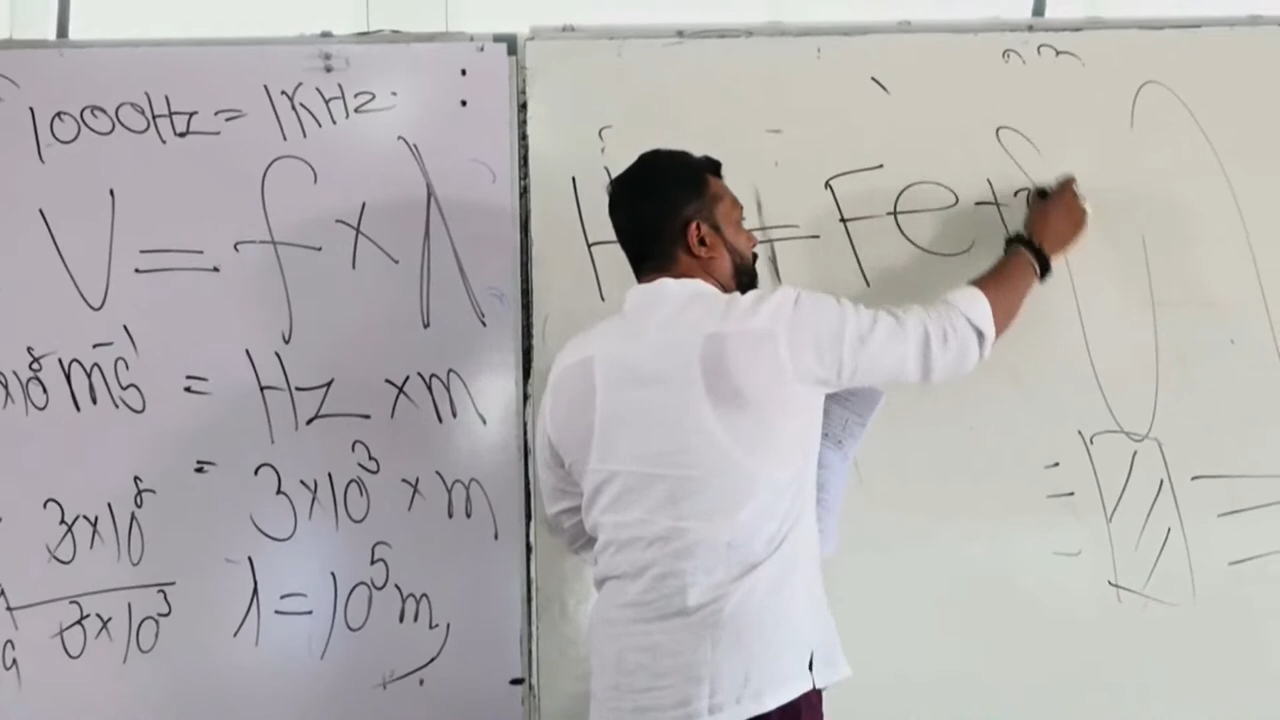 1000Hz = 1KHz
V = f × λ
×10⁸ ms⁻¹ = Hz × m
= 3×10³ × m
3×10⁸
3×10³
λ = 10⁵ m
H = Fe +